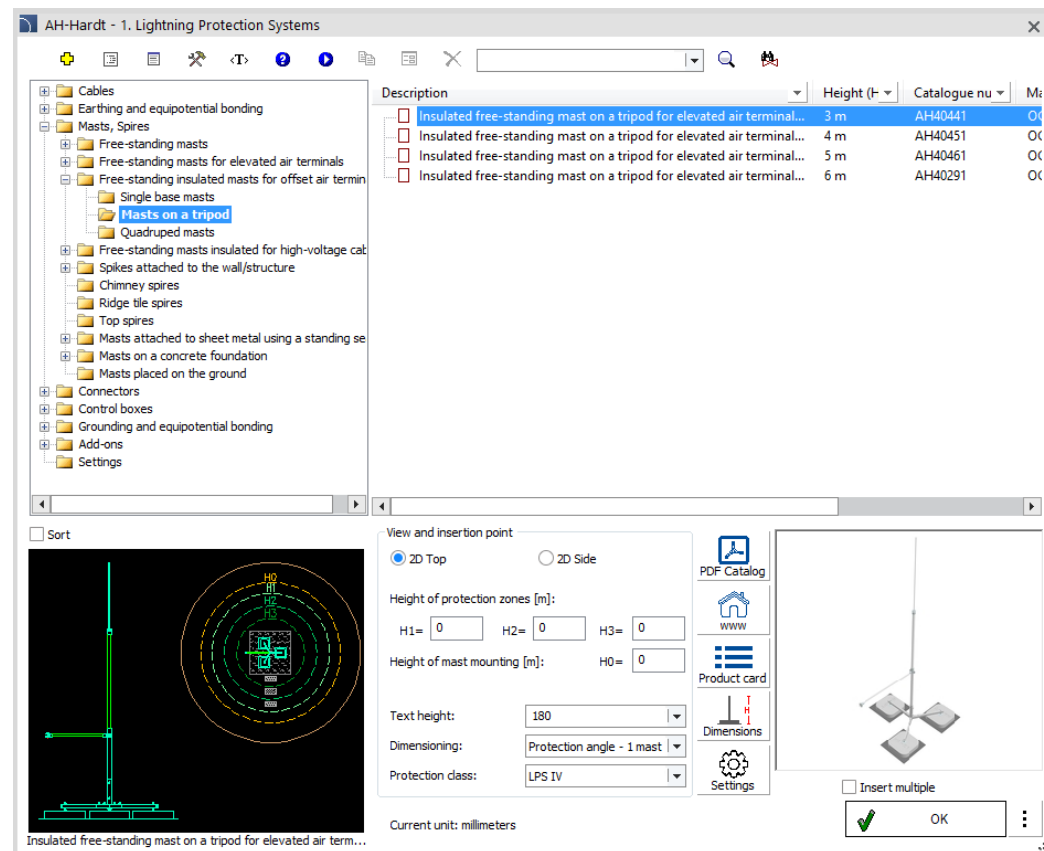 AH-Hardt - 1. Lightning Protection Systems
Cables
Earthing and equipotential bonding
Masts, Spires
Free-standing masts
Free-standing masts for elevated air terminals
Free-standing insulated masts for offset air termin
Single base masts
Masts on a tripod
Quadruped masts
Free-standing masts insulated for high-voltage cab
Spikes attached to the wall/structure
Chimney spires
Ridge tile spires
Top spires
Masts attached to sheet metal using a standing se
Masts on a concrete foundation
Masts placed on the ground
Connectors
Control boxes
Grounding and equipotential bonding
Add-ons
Settings
Description Height (H Catalogue nu Ma
Insulated free-standing mast on a tripod for elevated air terminal... 3 m AH40441 OC
Insulated free-standing mast on a tripod for elevated air terminal... 4 m AH40451 OC
Insulated free-standing mast on a tripod for elevated air terminal... 5 m AH40461 OC
Insulated free-standing mast on a tripod for elevated air terminal... 6 m AH40291 OC
Sort
H0
H1
H2
H3
Insulated free-standing mast on a tripod for elevated air term...
View and insertion point
2D Top 2D Side
Height of protection zones [m]:
H1= 0 H2= 0 H3= 0
Height of mast mounting [m]: H0= 0
Text height: 180
Dimensioning: Protection angle - 1 mast
Protection class: LPS IV
Current unit: millimeters
PDF Catalog
www
Product card
H
Dimensions
Settings
Insert multiple
OK